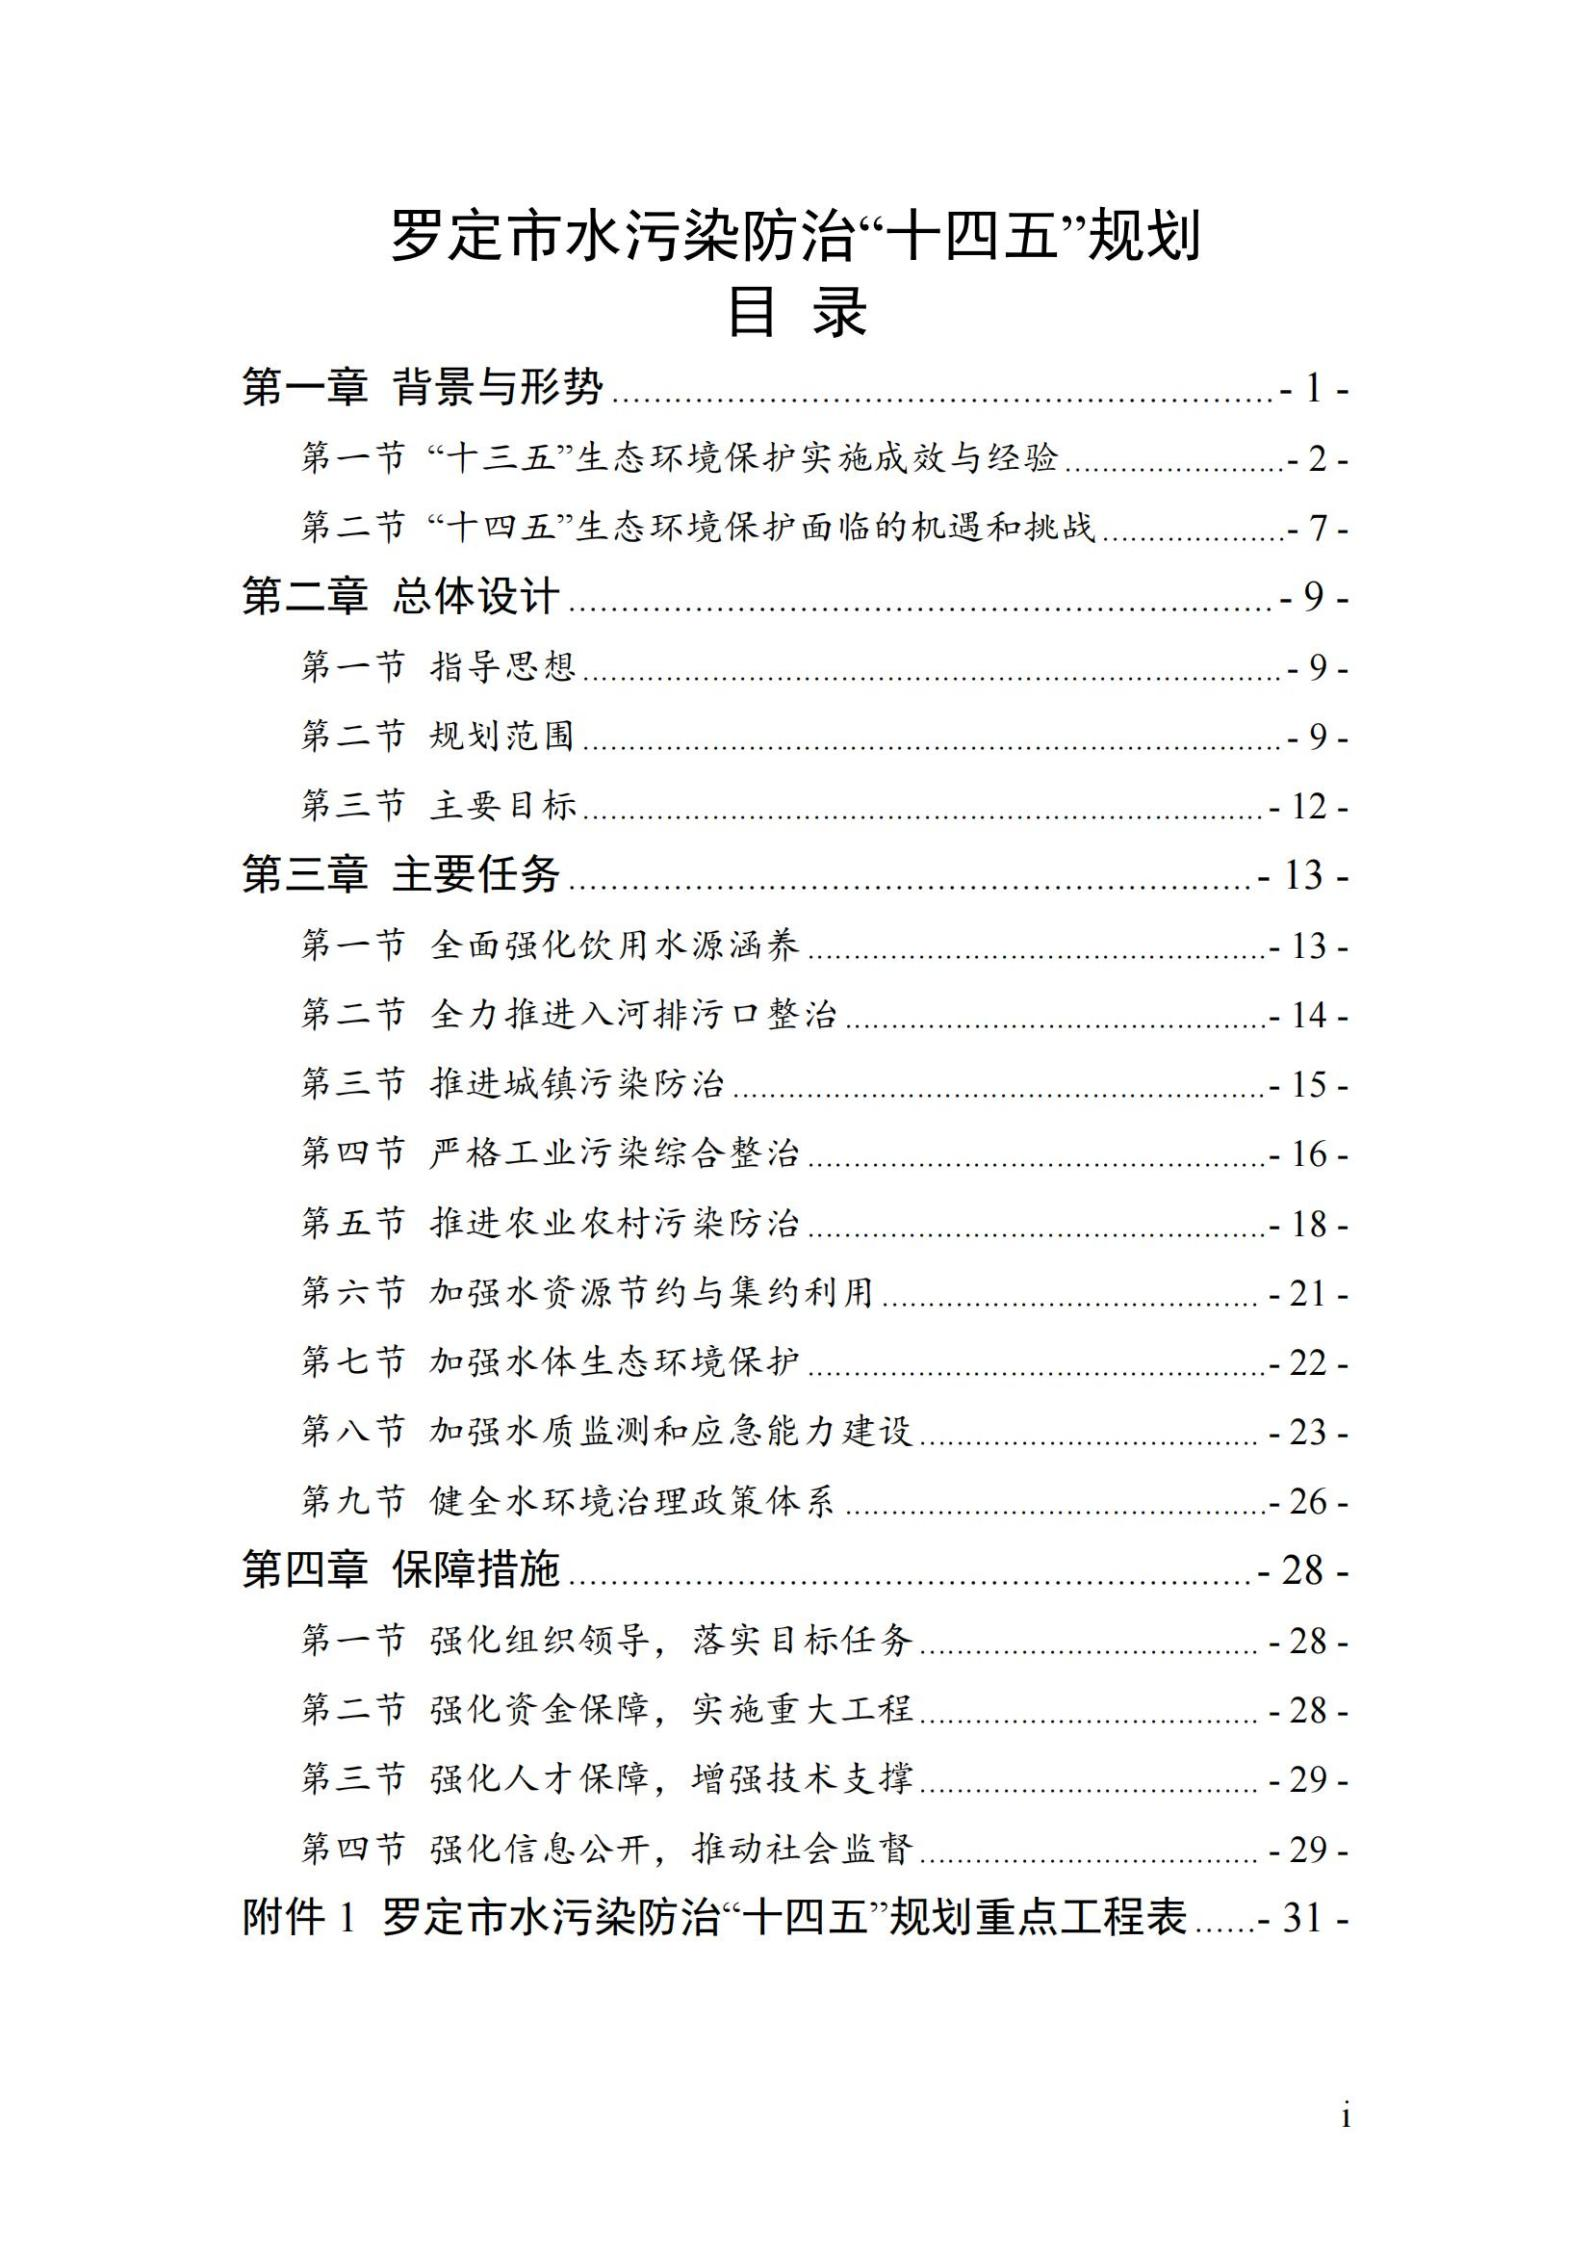 罗定市水污染防治“十四五”规划
目 录
第一章 背景与形势........................................................ - 1 -
第一节 “十三五”生态环境保护实施成效与经验........................ - 2 -
第二节 “十四五”生态环境保护面临的机遇和挑战.................... - 7 -
第二章 总体设计........................................................ - 9 -
第一节 指导思想........................................................ - 9 -
第二节 规划范围........................................................ - 9 -
第三节 主要目标........................................................ - 12 -
第三章 主要任务........................................................ - 13 -
第一节 全面强化饮用水源涵养........................................ - 13 -
第二节 全力推进入河排污口整治........................................ - 14 -
第三节 推进城镇污染防治........................................ - 15 -
第四节 严格工业污染综合整治........................................ - 16 -
第五节 推进农业农村污染防治........................................ - 18 -
第六节 加强水资源节约与集约利用........................................ - 21 -
第七节 加强水体生态环境保护........................................ - 22 -
第八节 加强水质监测和应急能力建设.................................... - 23 -
第九节 健全水环境治理政策体系........................................ - 26 -
第四章 保障措施........................................................ - 28 -
第一节 强化组织领导，落实目标任务.................................... - 28 -
第二节 强化资金保障，实施重大工程.................................... - 28 -
第三节 强化人才保障，增强技术支撑.................................... - 29 -
第四节 强化信息公开，推动社会监督.................................... - 29 -
附件 1 罗定市水污染防治“十四五”规划重点工程表......- 31 -
i